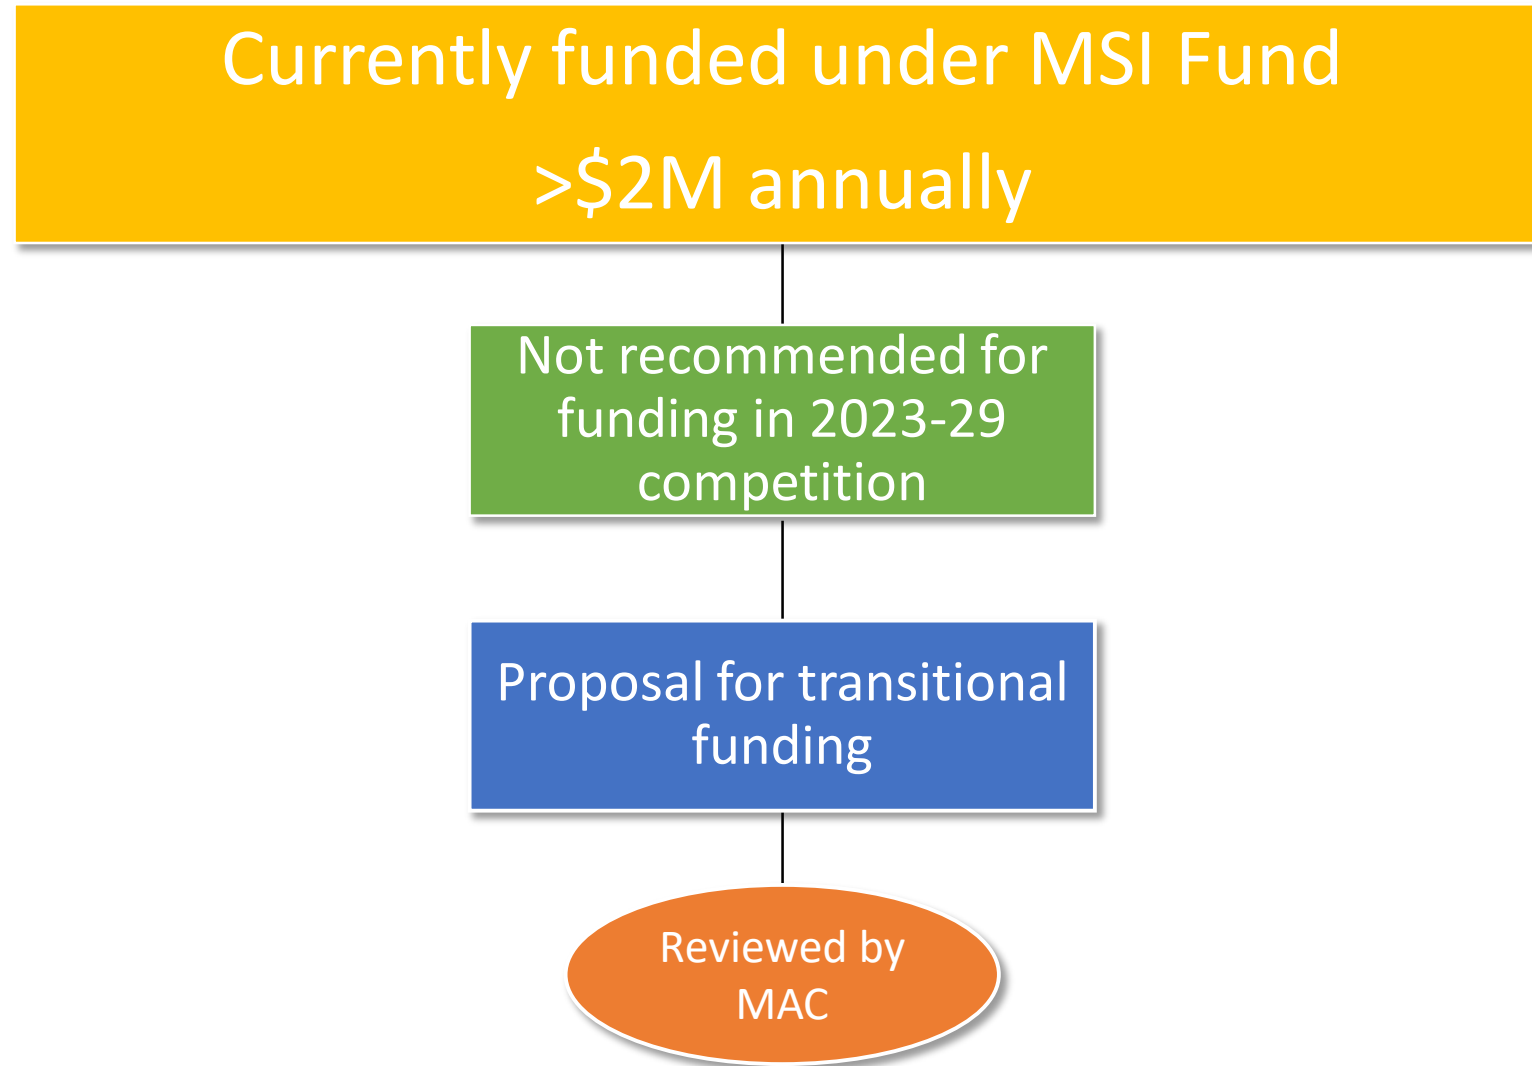 Currently funded under MSI Fund
>$2M annually
Not recommended for
funding in 2023-29
competition
Proposal for transitional
funding
Reviewed by
MAC